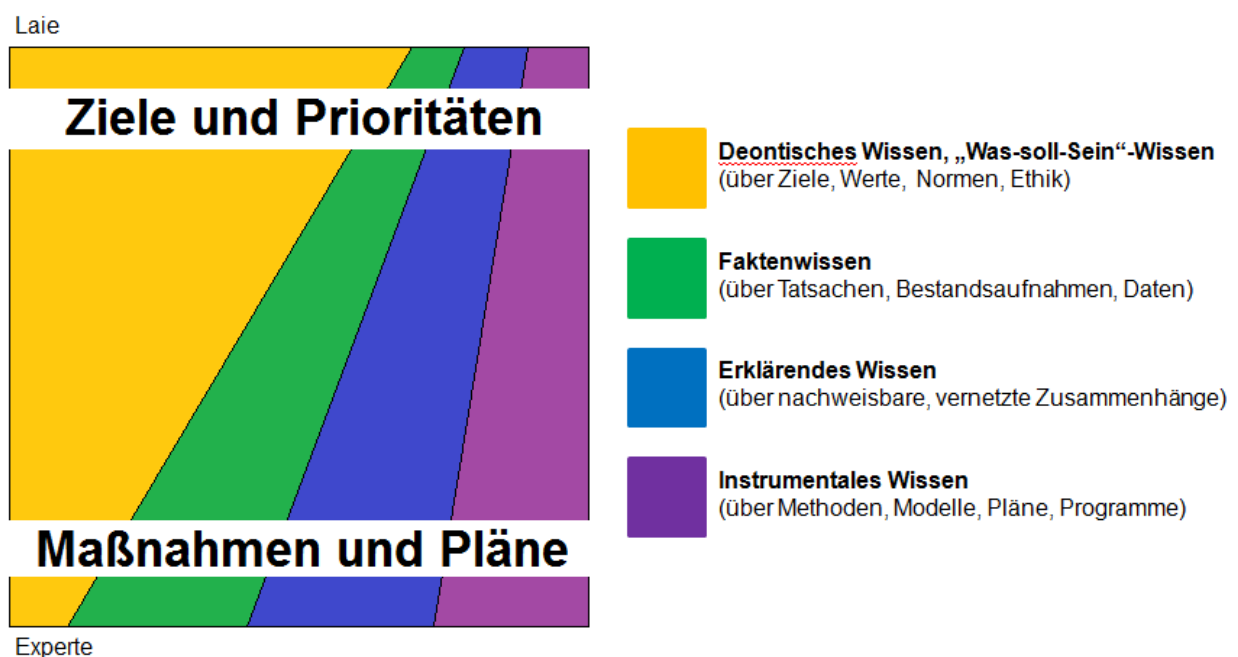 Laie
Ziele und Prioritäten
Maßnahmen und Pläne
Experte
Deontisches Wissen, „Was-soll-Sein“-Wissen
(über Ziele, Werte, Normen, Ethik)
Faktenwissen
(über Tatsachen, Bestandsaufnahmen, Daten)
Erklärendes Wissen
(über nachweisbare, vernetzte Zusammenhänge)
Instrumentales Wissen
(über Methoden, Modelle, Pläne, Programme)